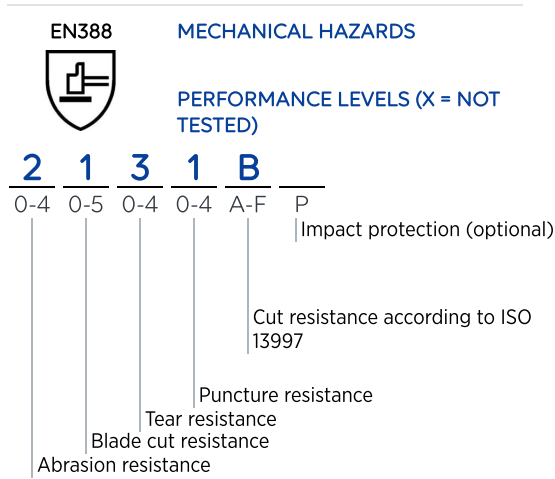 EN388
MECHANICAL HAZARDS
PERFORMANCE LEVELS (X = NOT
TESTED)
2 1 3 1 B
0-4 0-5 0-4 0-4 A-F P
Impact protection (optional)
Cut resistance according to ISO
13997
Puncture resistance
Tear resistance
Blade cut resistance
Abrasion resistance